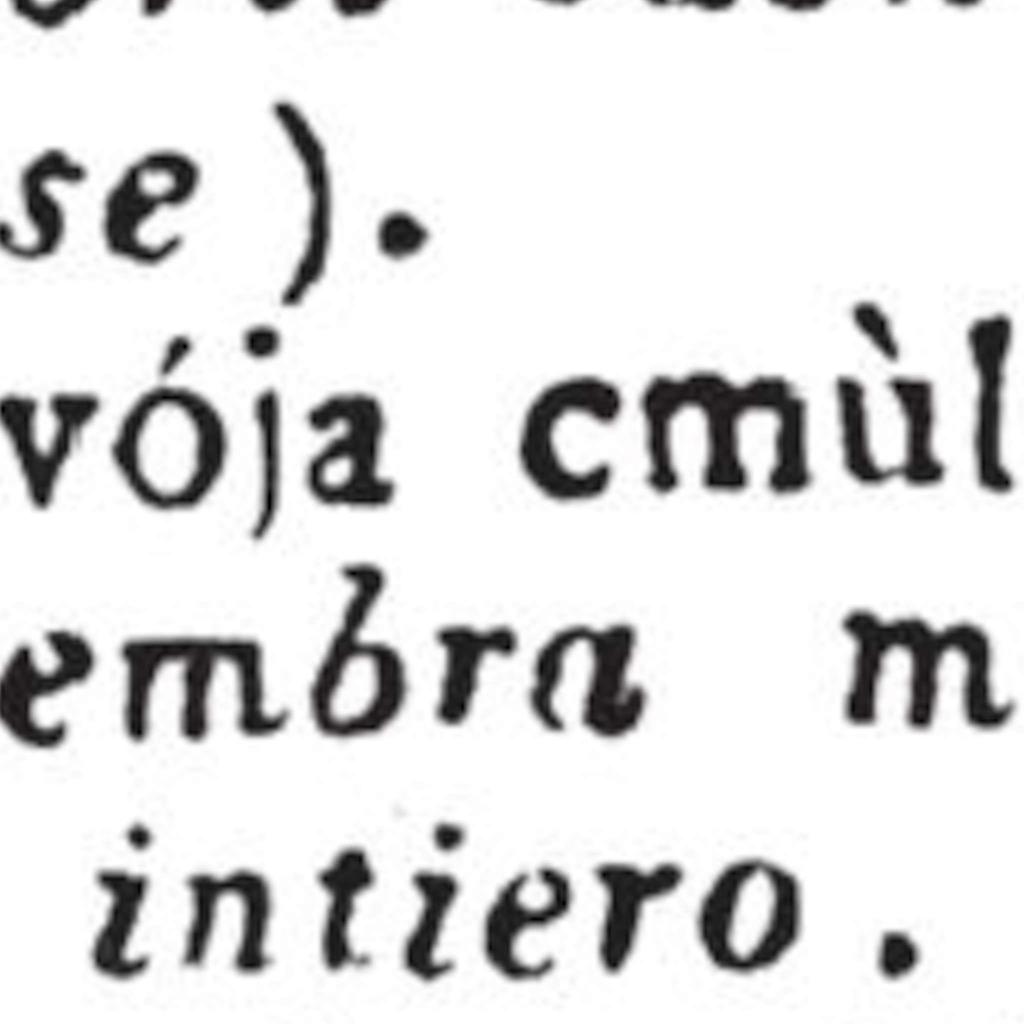 se ).
vója cmùl
embra m
intiero .